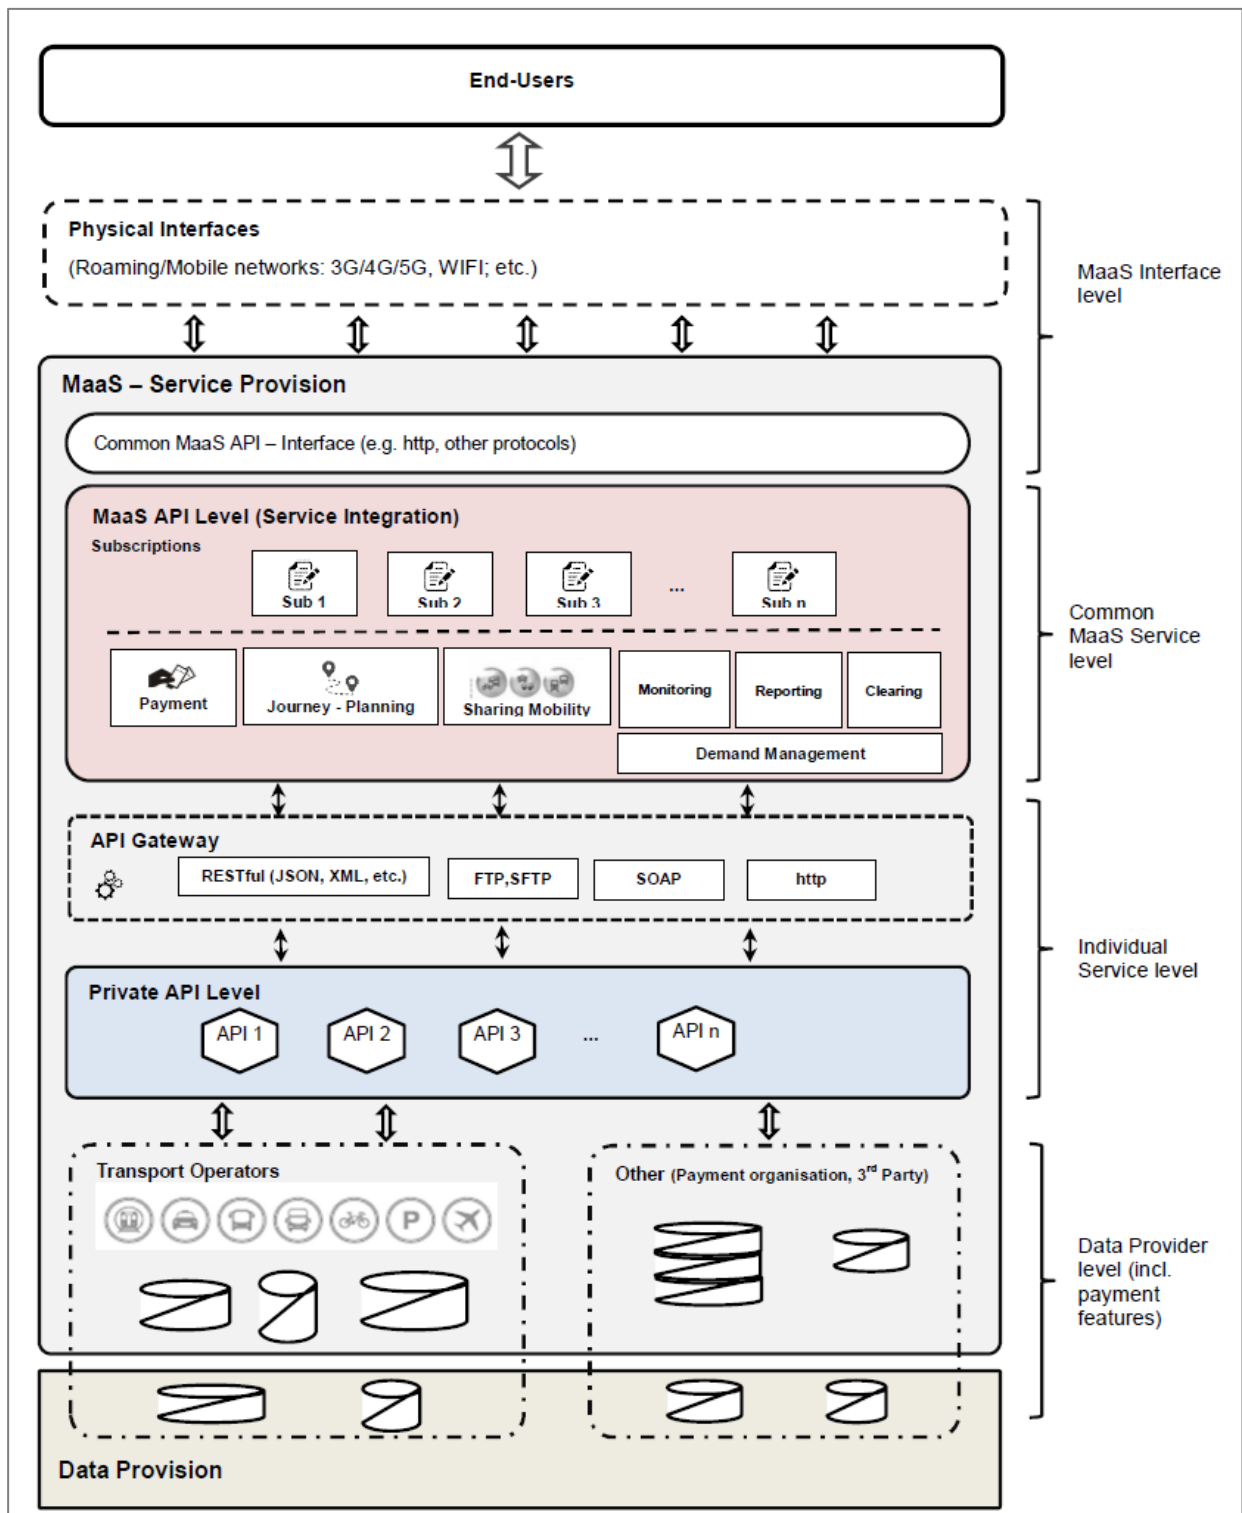 End-Users
Physical Interfaces
(Roaming/Mobile networks: 3G/4G/5G, WIFI; etc.)
MaaS Interface
level
MaaS – Service Provision
Common MaaS API – Interface (e.g. http, other protocols)
MaaS API Level (Service Integration)
Subscriptions
Sub 1
Sub 2
Sub 3
...
Sub n
Common
MaaS Service
level
Payment
Journey - Planning
Sharing Mobility
Monitoring
Reporting
Clearing
Demand Management
API Gateway
RESTful (JSON, XML, etc.)
FTP,SFTP
SOAP
http
Individual
Service level
Private API Level
API 1
API 2
API 3
...
API n
Transport Operators
P
Other (Payment organisation, 3rd Party)
Data Provider
level (incl.
payment
features)
Data Provision